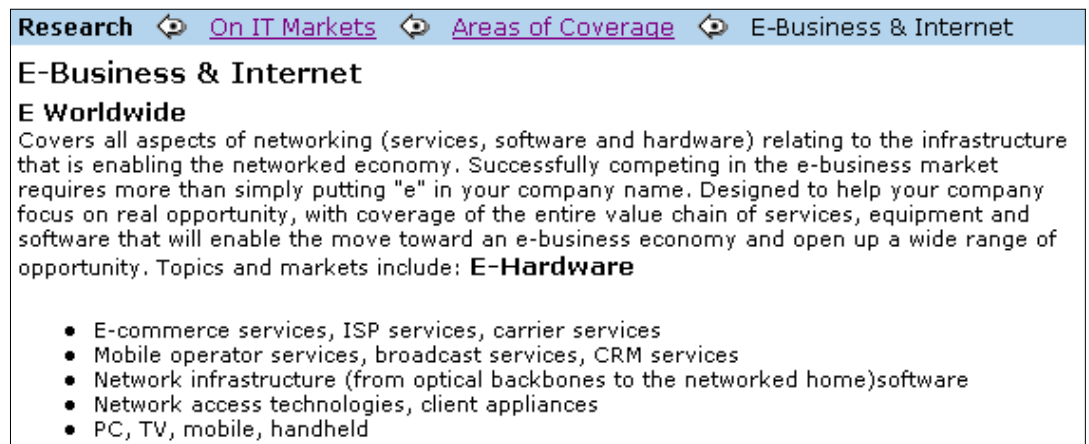 Research On IT Markets Areas of Coverage E-Business & Internet
E-Business & Internet
E Worldwide
Covers all aspects of networking (services, software and hardware) relating to the infrastructure
that is enabling the networked economy. Successfully competing in the e-business market
requires more than simply putting "e" in your company name. Designed to help your company
focus on real opportunity, with coverage of the entire value chain of services, equipment and
software that will enable the move toward an e-business economy and open up a wide range of
opportunity. Topics and markets include: E-Hardware
• E-commerce services, ISP services, carrier services
• Mobile operator services, broadcast services, CRM services
• Network infrastructure (from optical backbones to the networked home)software
• Network access technologies, client appliances
• PC, TV, mobile, handheld